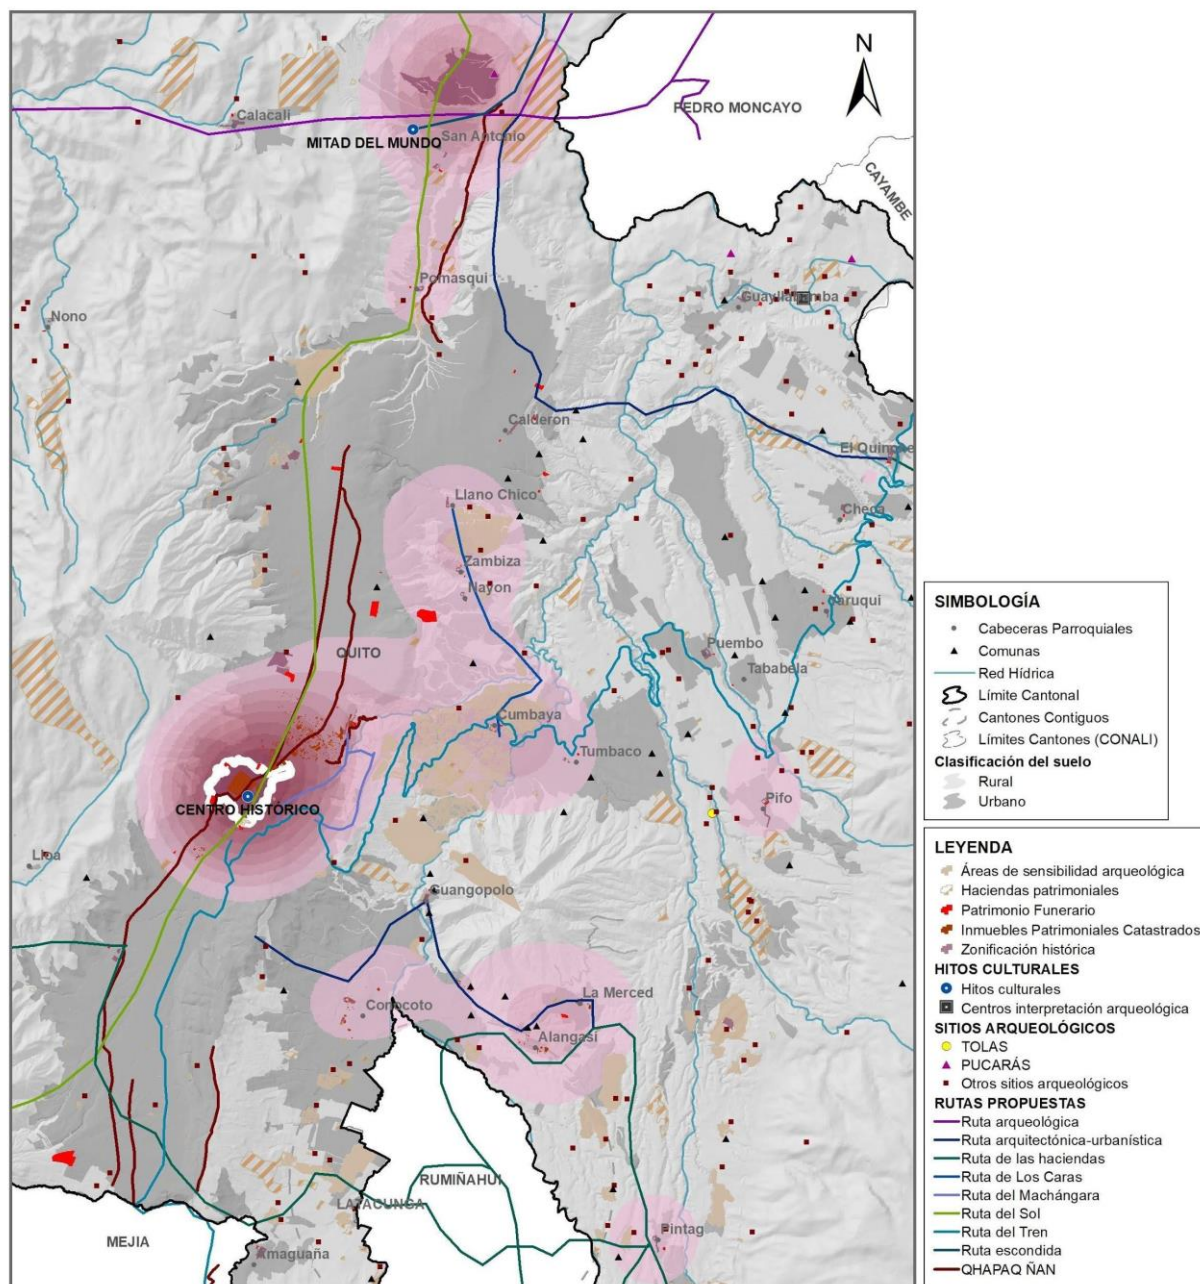 N
PEDRO MONCAYO
Calacali
MITAD DEL MUNDO
San Antonio
CAYAMBE
Pomasqui
Guayllabamba
Nono
Calderon
El Quinche
Llano Chico
Checa
Zambiza
Nayon
Yaruqui
QUITO
Puembo
Tababela
Cumbaya
Tumbaco
Pifo
CENTRO HISTÓRICO
Lloa
Guangopolo
La Merced
Conocoto
Alangasi
RUMIÑAHUI
LATACUNGA
MEJIA
Pintag
Amaguaña
SIMBOLOGÍA
Cabeceras Parroquiales
Comunas
Red Hídrica
Límite Cantonal
Cantones Contiguos
Límites Cantones (CONALI)
Clasificación del suelo
Rural
Urbano
LEYENDA
Áreas de sensibilidad arqueológica
Haciendas patrimoniales
Patrimonio Funerario
Inmuebles Patrimoniales Catastrados
Zonificación histórica
HITOS CULTURALES
Hitos culturales
Centros interpretación arqueológica
SITIOS ARQUEOLÓGICOS
TOLAS
PUCARÁS
Otros sitios arqueológicos
RUTAS PROPUESTAS
Ruta arqueológica
Ruta arquitectónica-urbanística
Ruta de las haciendas
Ruta de Los Caras
Ruta del Machángara
Ruta del Sol
Ruta del Tren
Ruta escondida
QHAPAQ ÑAN